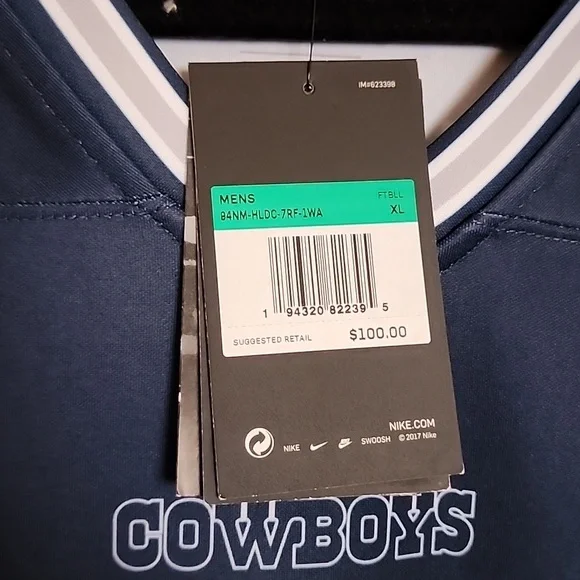 IM#623398
MENS FTBLL
84NM-HLDC-7RF-1WA XL
1 94320 82239 5
SUGGESTED RETAIL $100.00
NIKE.COM
NIKE SWOOSH © 2017 Nike
COWBOYS